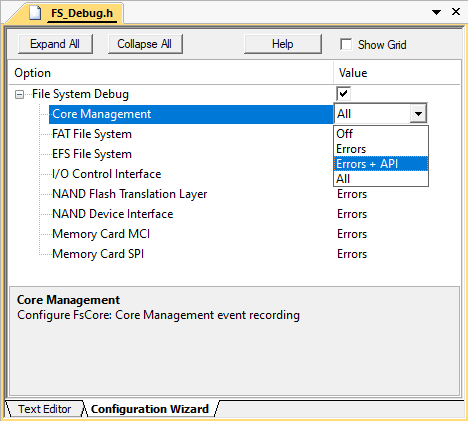 FS_Debug.h
Expand All Collapse All Help Show Grid
Option Value
File System Debug
Core Management All
FAT File System Off
EFS File System Errors
I/O Control Interface Errors + API
All
NAND Flash Translation Layer Errors
NAND Device Interface Errors
Memory Card MCI Errors
Memory Card SPI Errors
Core Management
Configure FsCore: Core Management event recording
Text Editor Configuration Wizard